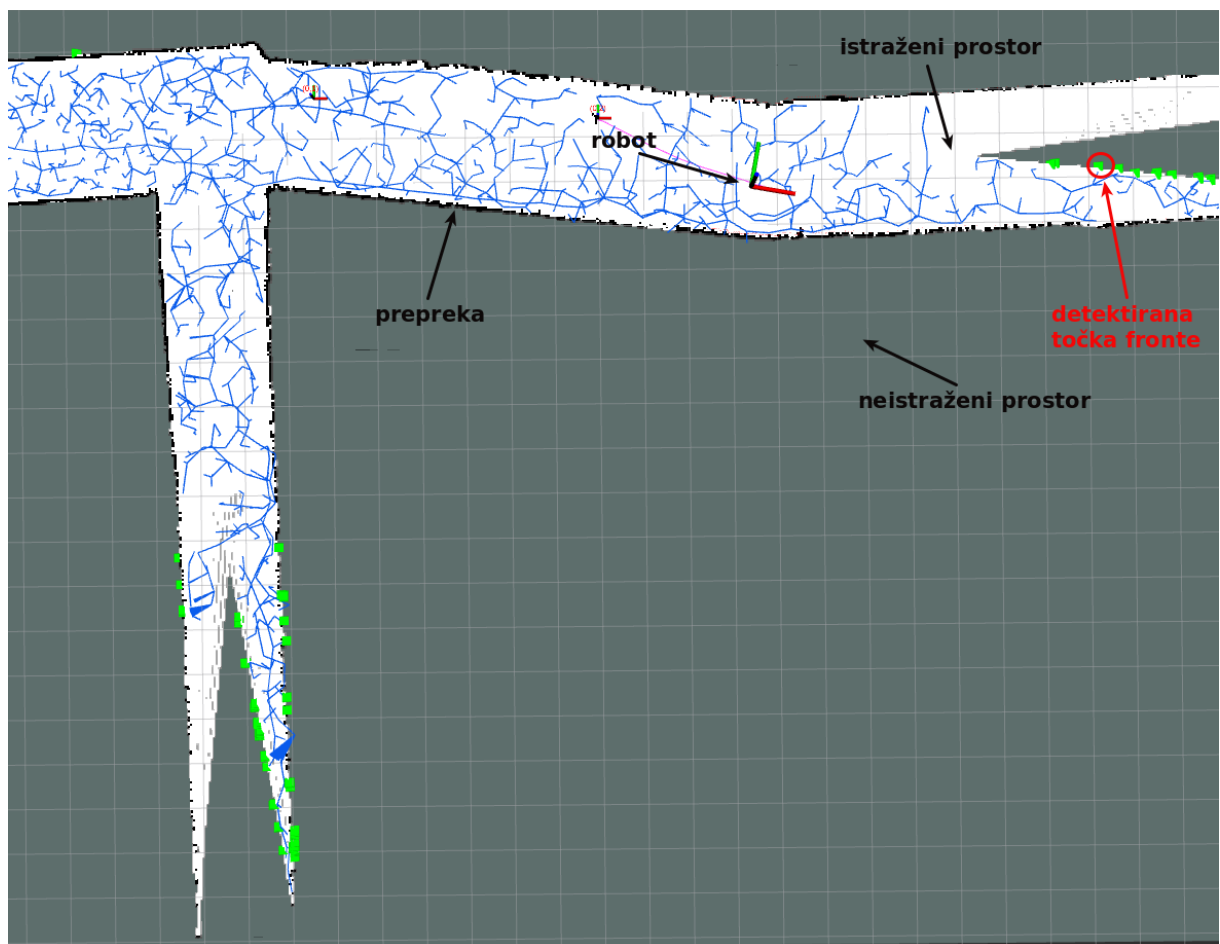 istraženi prostor
robot
prepreka
detektirana
točka fronte
neistraženi prostor